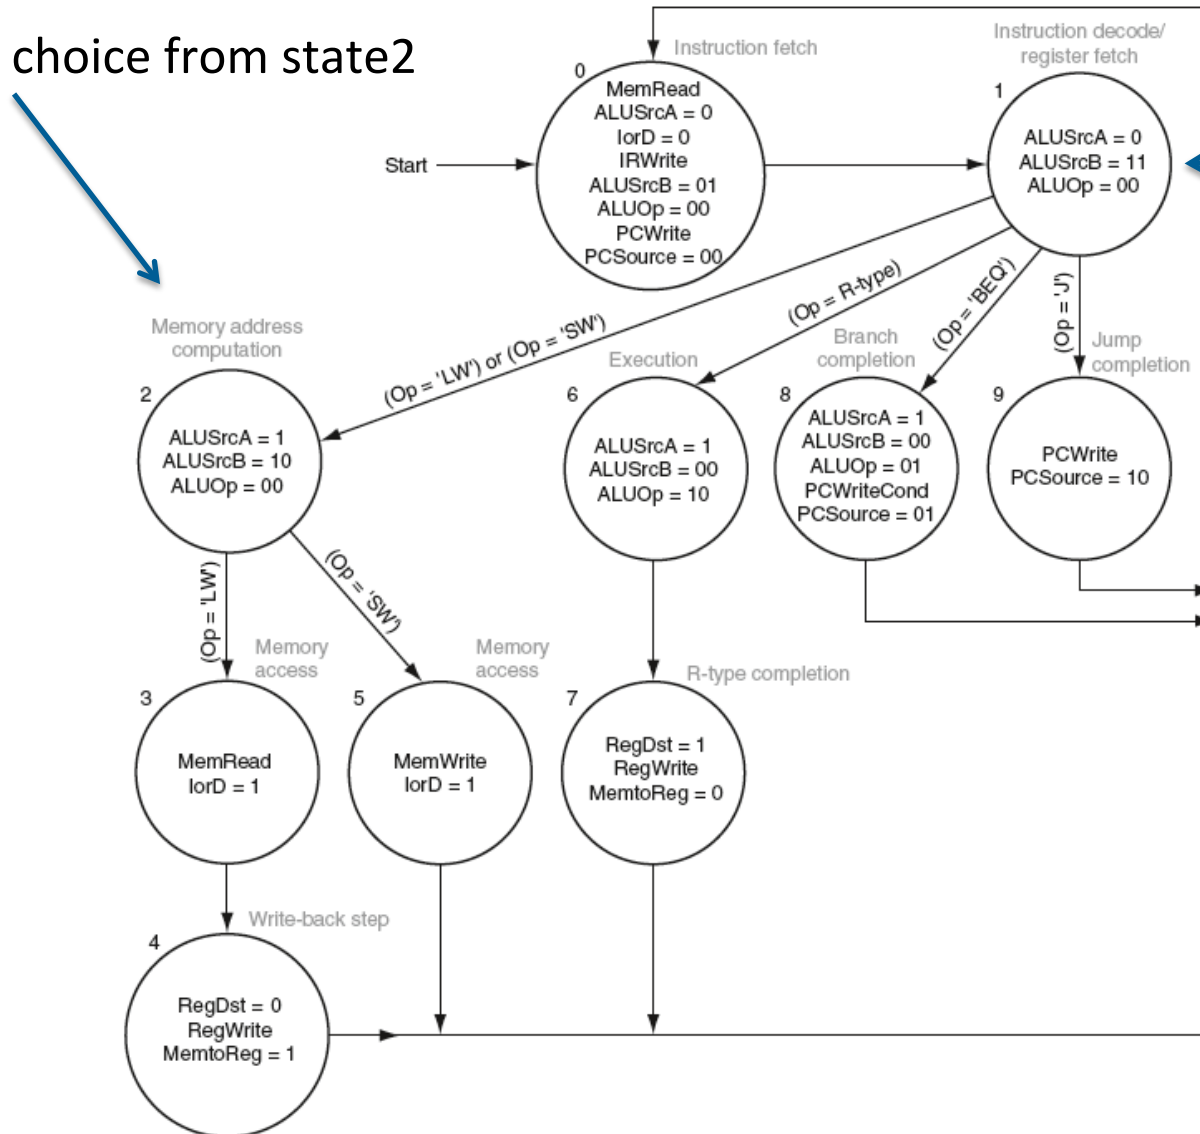 choice from state2
Instruction fetch
Instruction decode/
register fetch
0
MemRead
ALUSrcA = 0
IorD = 0
IRWrite
ALUSrcB = 01
ALUOp = 00
PCWrite
PCSource = 00
Start
1
ALUSrcA = 0
ALUSrcB = 11
ALUOp = 00
(Op = 'LW') or (Op = 'SW')
(Op = R-type)
(Op = 'BEQ')
(Op = 'J')
Memory address
computation
2
ALUSrcA = 1
ALUSrcB = 10
ALUOp = 00
Execution
6
ALUSrcA = 1
ALUSrcB = 00
ALUOp = 10
Branch
completion
8
ALUSrcA = 1
ALUSrcB = 00
ALUOp = 01
PCWriteCond
PCSource = 01
Jump
completion
9
PCWrite
PCSource = 10
(Op = 'LW')
(Op = 'SW')
Memory
access
3
MemRead
IorD = 1
Memory
access
5
MemWrite
IorD = 1
R-type completion
7
RegDst = 1
RegWrite
MemtoReg = 0
Write-back step
4
RegDst = 0
RegWrite
MemtoReg = 1